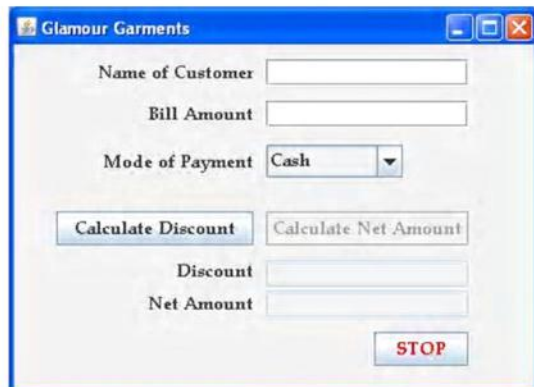 Glamour Garments
Name of Customer
Bill Amount
Mode of Payment Cash
Calculate Discount Calculate Net Amount
Discount
Net Amount
STOP